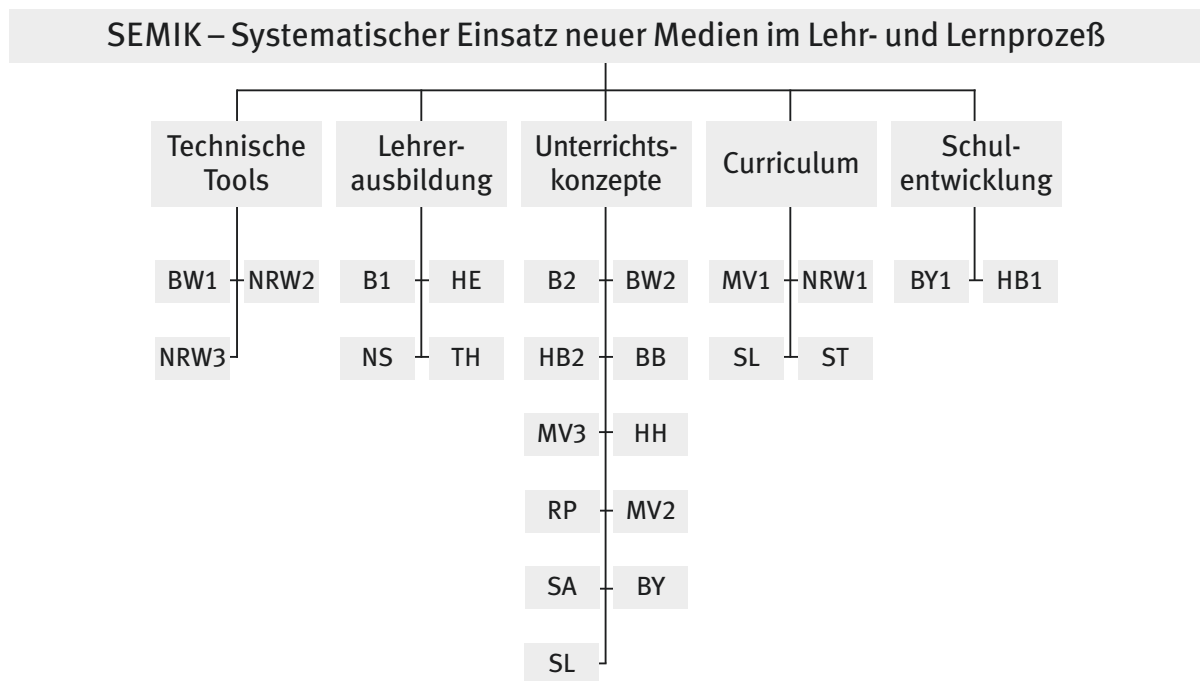 SEMIK – Systematischer Einsatz neuer Medien im Lehr- und Lernprozeß
Technische
Tools
Lehrer-
ausbildung
Unterrichts-
konzepte
Curriculum
Schul-
entwicklung
BW1 NRW2
NRW3
B1 HE
NS TH
B2 BW2
HB2 BB
MV3 HH
RP MV2
SA BY
SL
MV1 NRW1
SL ST
BY1 HB1